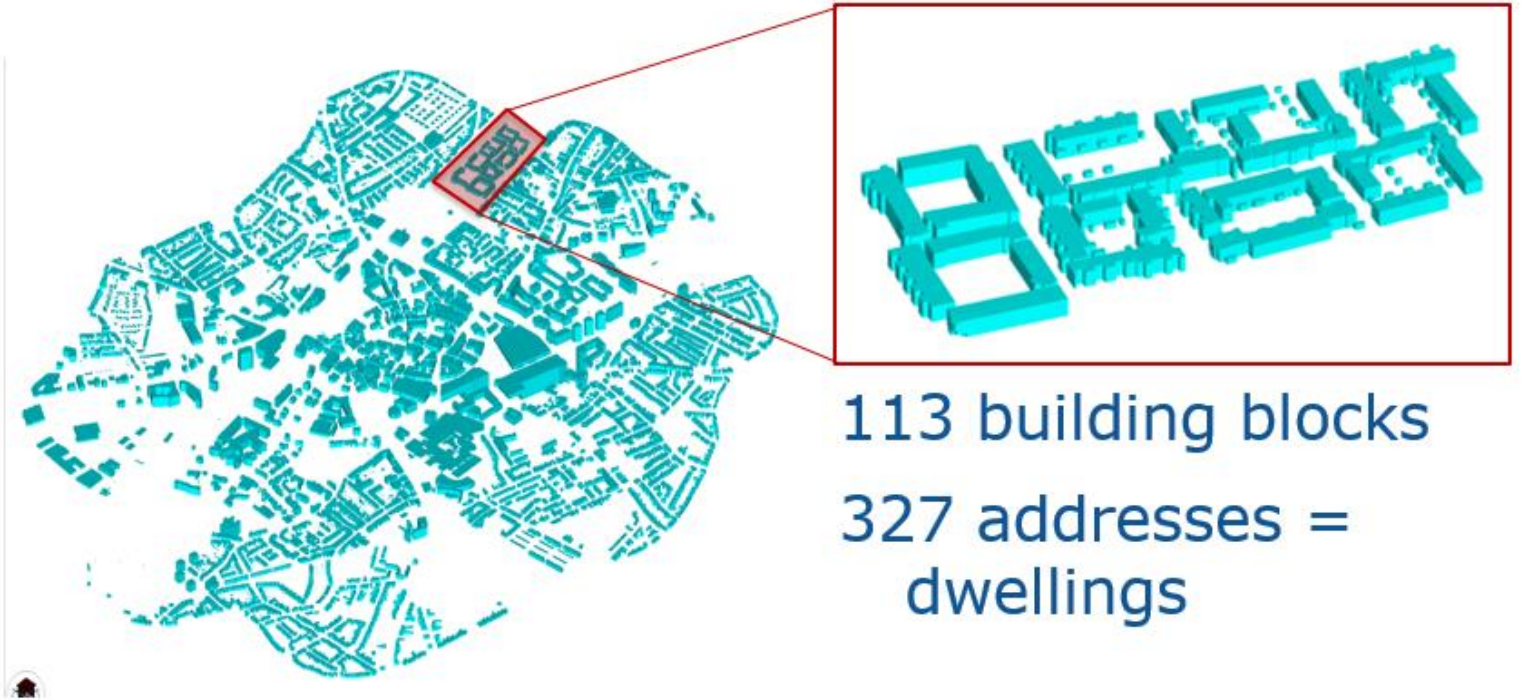 113 building blocks
327 addresses =
dwellings